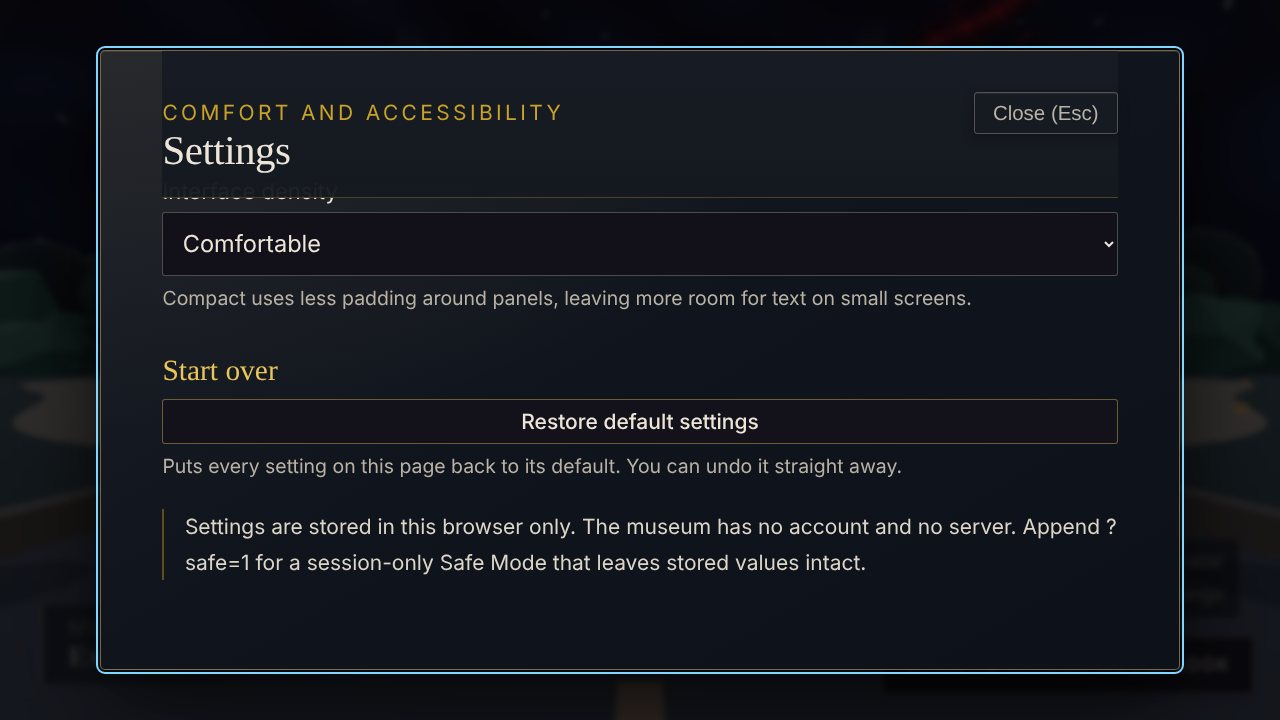 COMFORT AND ACCESSIBILITY
Close (Esc)
Settings
Interface density
Comfortable
Compact uses less padding around panels, leaving more room for text on small screens.
Start over
Restore default settings
Puts every setting on this page back to its default. You can undo it straight away.
Settings are stored in this browser only. The museum has no account and no server. Append ?
safe=1 for a session-only Safe Mode that leaves stored values intact.